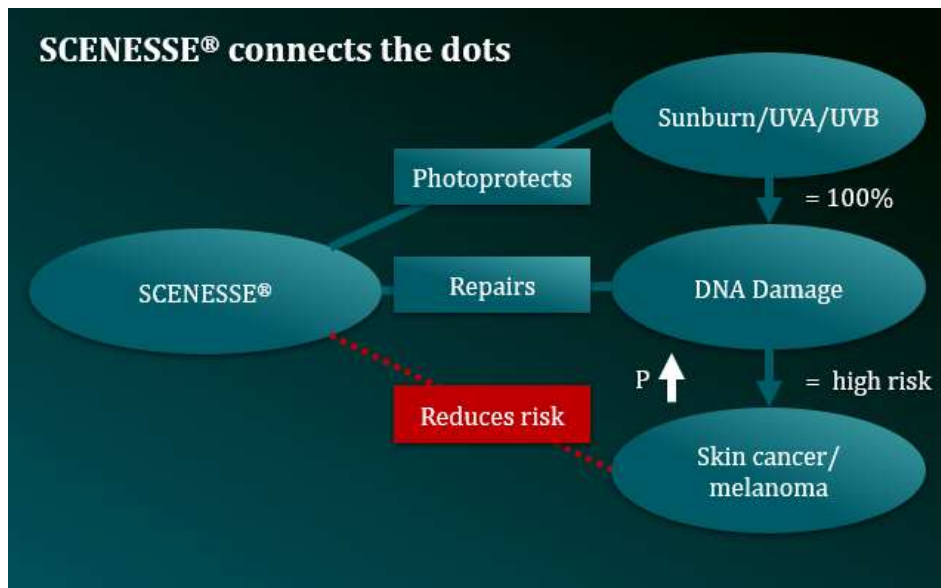 SCENESSE® connects the dots
Sunburn/UVA/UVB
Photoprotects
= 100%
SCENESSE®
Repairs
DNA Damage
P
= high risk
Reduces risk
Skin cancer/
melanoma